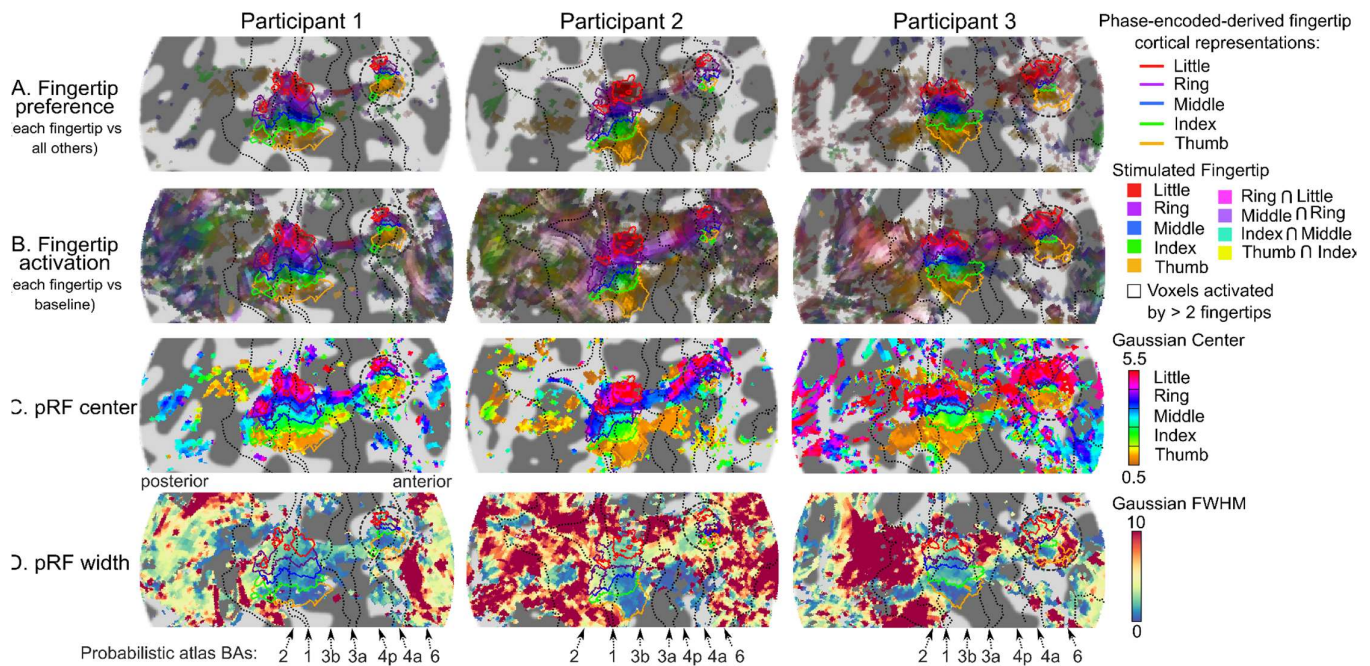 Participant 1
Participant 2
Participant 3
Phase-encoded-derived fingertip
cortical representations:
Little
Ring
Middle
Index
Thumb
A. Fingertip
preference
(each fingertip vs
all others)
B. Fingertip
activation
(each fingertip vs
baseline)
Stimulated Fingertip
Little
Ring
Middle
Index
Thumb
Ring ∩ Little
Middle ∩ Ring
Index ∩ Middle
Thumb ∩ Index
Voxels activated
by > 2 fingertips
C. pRF center
Gaussian Center
5.5
Little
Ring
Middle
Index
Thumb
0.5
posterior
anterior
D. pRF width
Gaussian FWHM
10
0
Probabilistic atlas BAs:
2 1 3b 3a 4p 4a 6
2 1 3b 3a 4p 4a 6
2 1 3b 3a 4p 4a 6